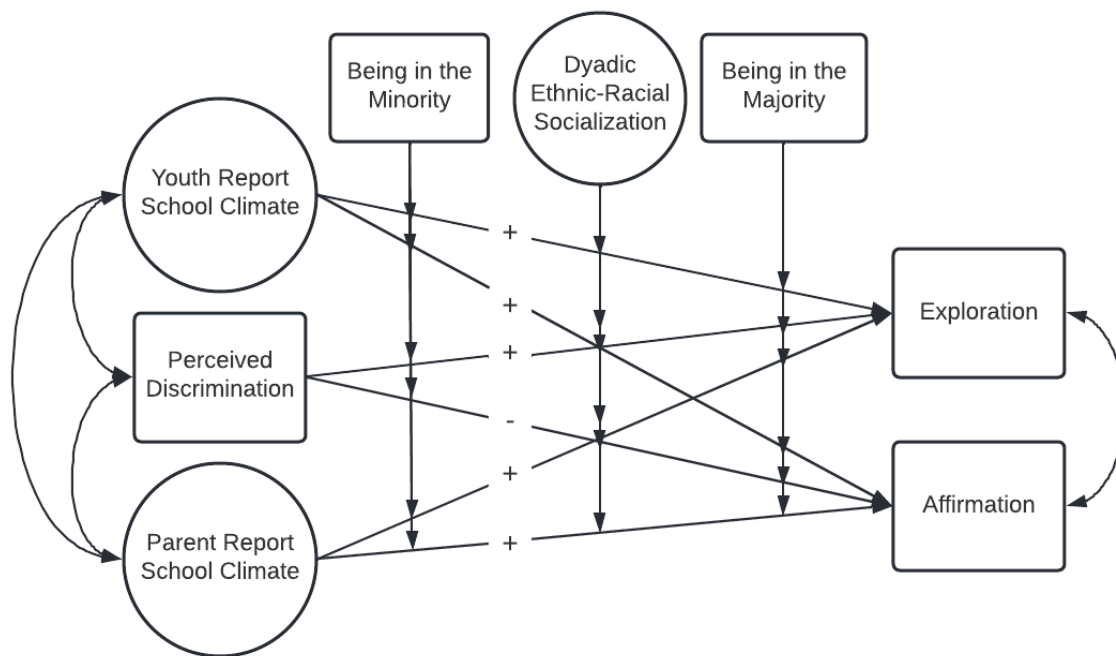 Being in the
Minority
Dyadic
Ethnic-Racial
Socialization
Being in the
Majority
Youth Report
School Climate
+
+
Exploration
Perceived
Discrimination
+
-
+
Affirmation
Parent Report
School Climate
+